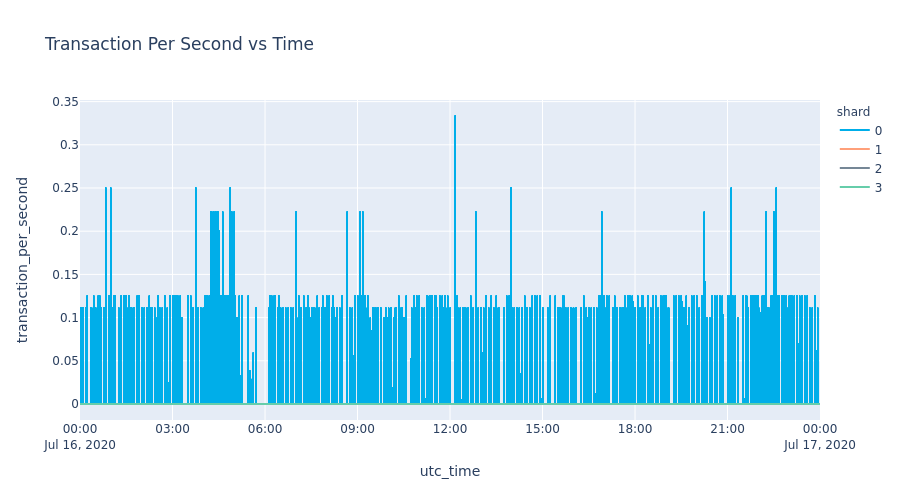 Transaction Per Second vs Time
shard
0
1
2
3
transaction_per_second
0.35
0.3
0.25
0.2
0.15
0.1
0.05
0
00:00 03:00 06:00 09:00 12:00 15:00 18:00 21:00 00:00
Jul 16, 2020 Jul 17, 2020
utc_time